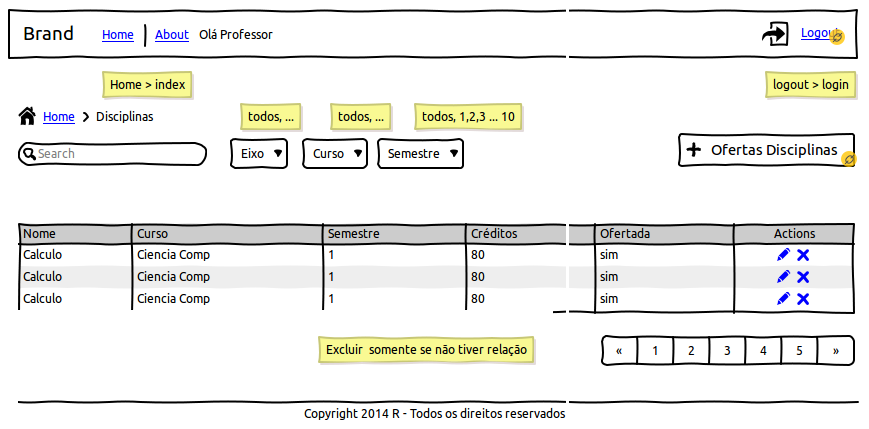 Brand Home About Olá Professor Logout
Home > index logout > login
Home Disciplinas todos, ... todos, ... todos, 1,2,3 ... 10
Search Eixo Curso Semestre Ofertas Disciplinas
Nome Curso Semestre Créditos Ofertada Actions
Calculo Ciencia Comp 1 80 sim
Calculo Ciencia Comp 1 80 sim
Calculo Ciencia Comp 1 80 sim
Excluir somente se não tiver relação « 1 2 3 4 5 »
Copyright 2014 R - Todos os direitos reservados